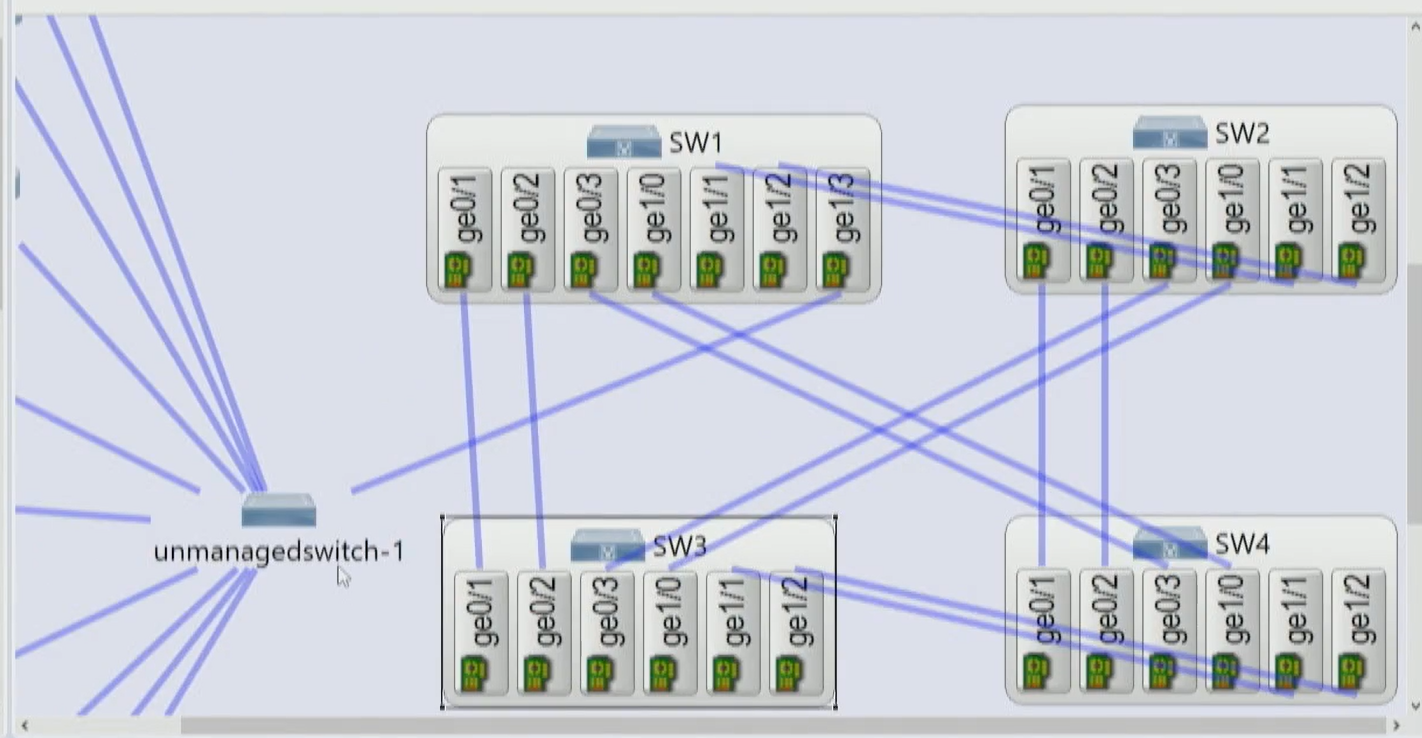 SW1
ge0/1 ge0/2 ge0/3 ge1/0 ge1/1 ge1/2 ge1/3
SW2
ge0/1 ge0/2 ge0/3 ge1/0 ge1/1 ge1/2
unmanagedswitch-1
SW3
ge0/1 ge0/2 ge0/3 ge1/0 ge1/1 ge1/2
SW4
ge0/1 ge0/2 ge0/3 ge1/0 ge1/1 ge1/2